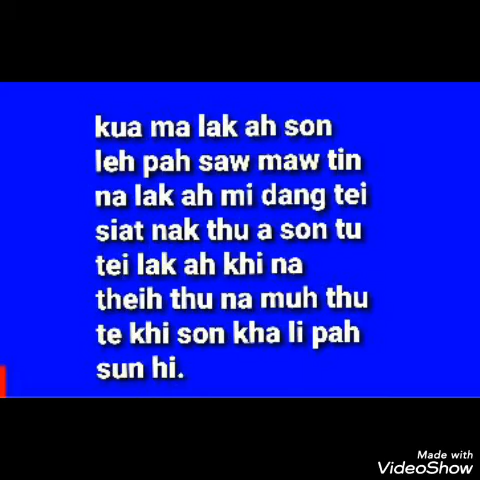 kua ma lak ah son
leh pah saw maw tin
na lak ah mi dang tei
siat nak thu a son tu
tei lak ah khi na
theih thu na muh thu
te khi son kha li pah
sun hi.
Made with
VideoShow